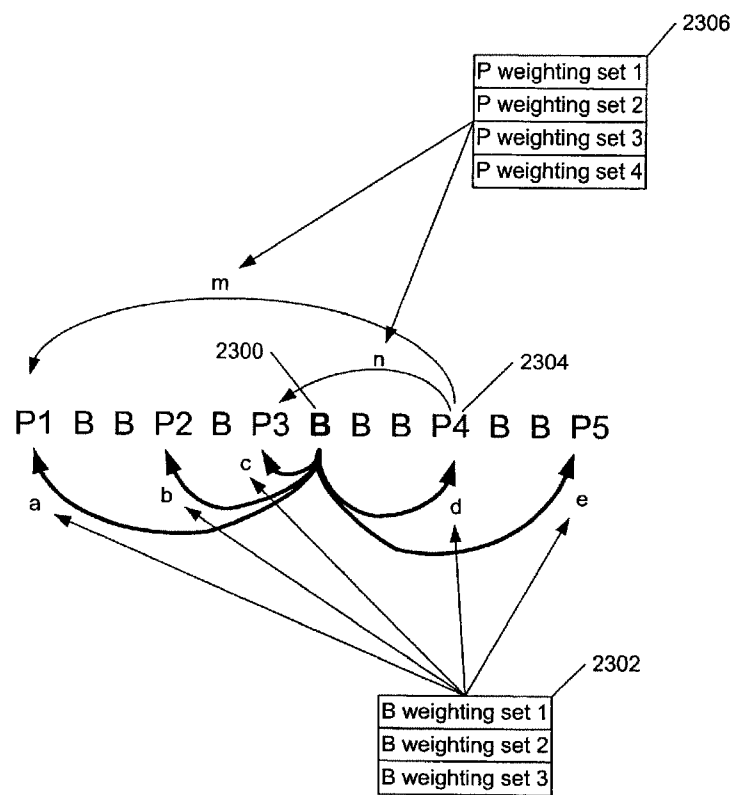 2306
P weighting set 1
P weighting set 2
P weighting set 3
P weighting set 4
m
2300
n
2304
P1 B B P2 B P3 B B B P4 B B P5
a
b
c
d
e
2302
B weighting set 1
B weighting set 2
B weighting set 3